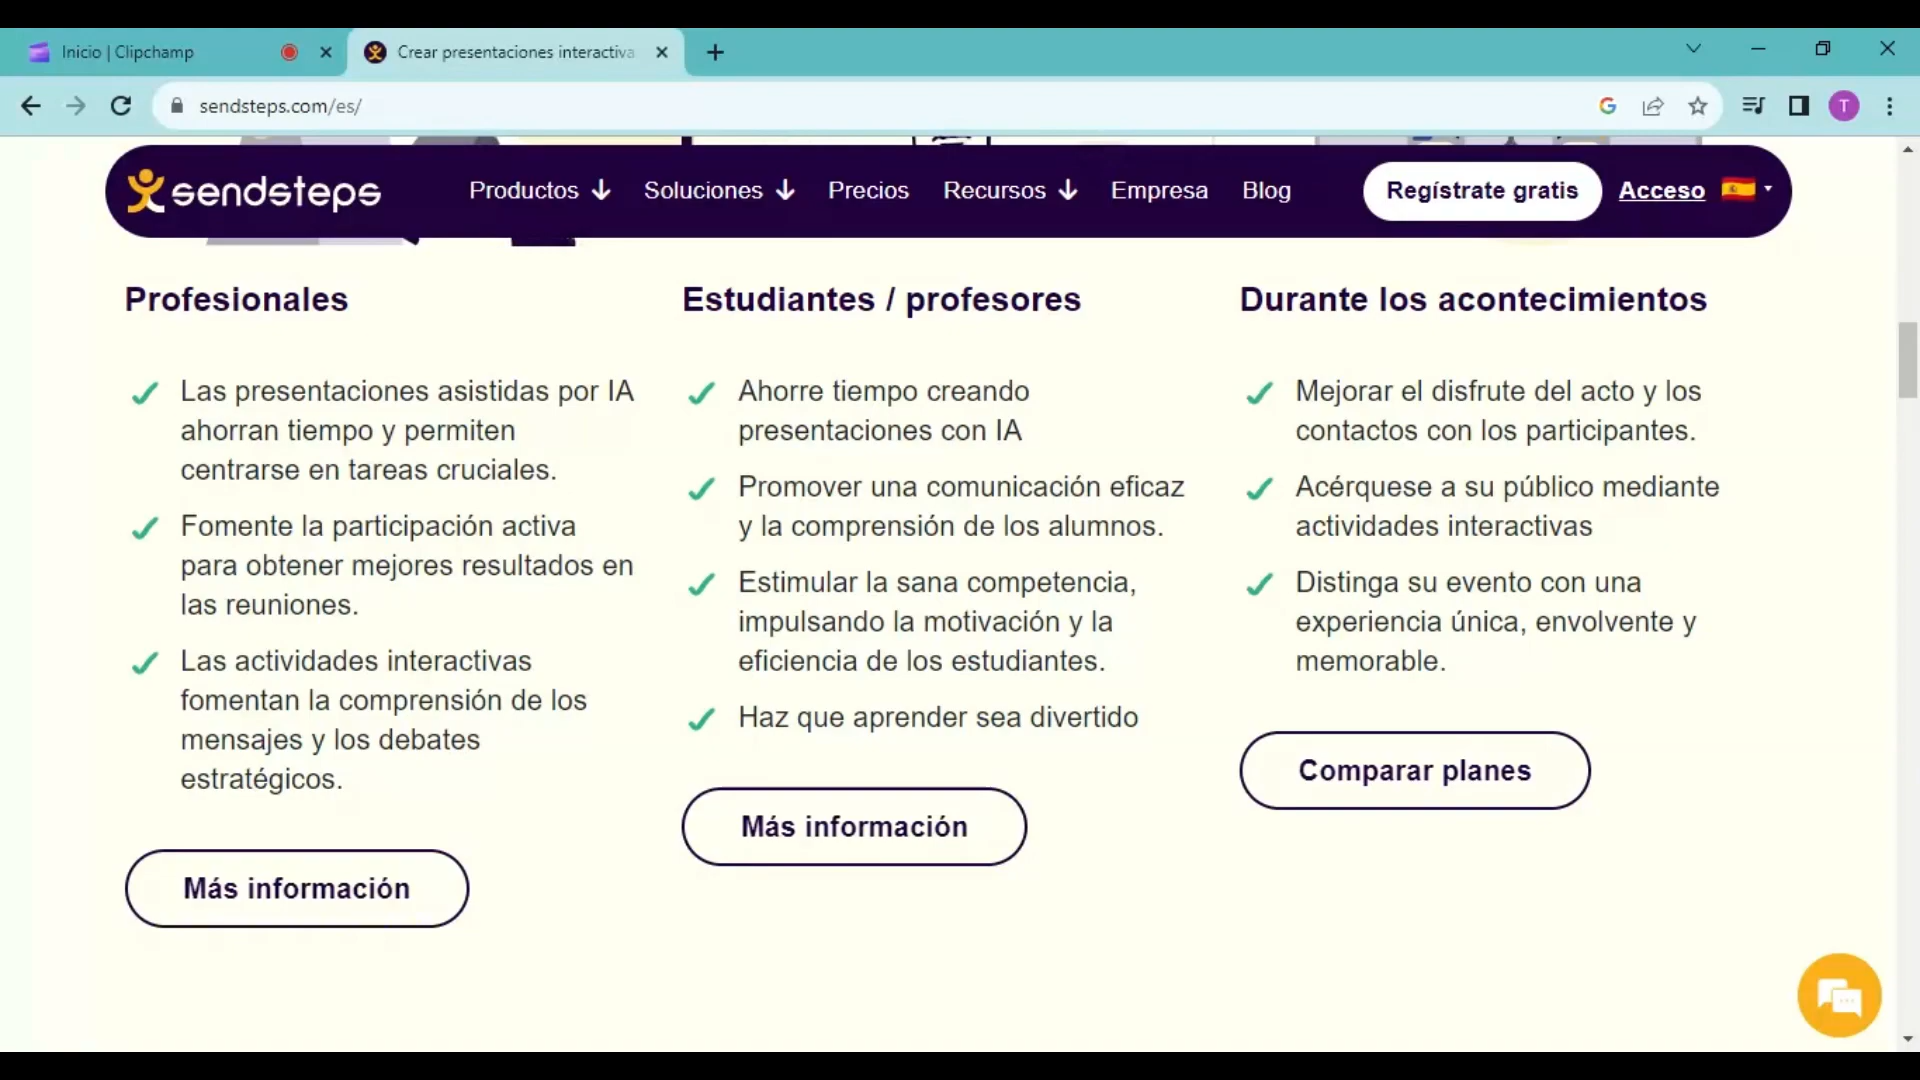 Inicio | Clipchamp
Crear presentaciones interactiva
sendsteps.com/es/
T
sendsteps
Productos
Soluciones
Precios
Recursos
Empresa
Blog
Regístrate gratis
Acceso
Profesionales
Las presentaciones asistidas por IA
ahorran tiempo y permiten
centrarse en tareas cruciales.
Fomente la participación activa
para obtener mejores resultados en
las reuniones.
Las actividades interactivas
fomentan la comprensión de los
mensajes y los debates
estratégicos.
Más información
Estudiantes / profesores
Ahorre tiempo creando
presentaciones con IA
Promover una comunicación eficaz
y la comprensión de los alumnos.
Estimular la sana competencia,
impulsando la motivación y la
eficiencia de los estudiantes.
Haz que aprender sea divertido
Más información
Durante los acontecimientos
Mejorar el disfrute del acto y los
contactos con los participantes.
Acérquese a su público mediante
actividades interactivas
Distinga su evento con una
experiencia única, envolvente y
memorable.
Comparar planes